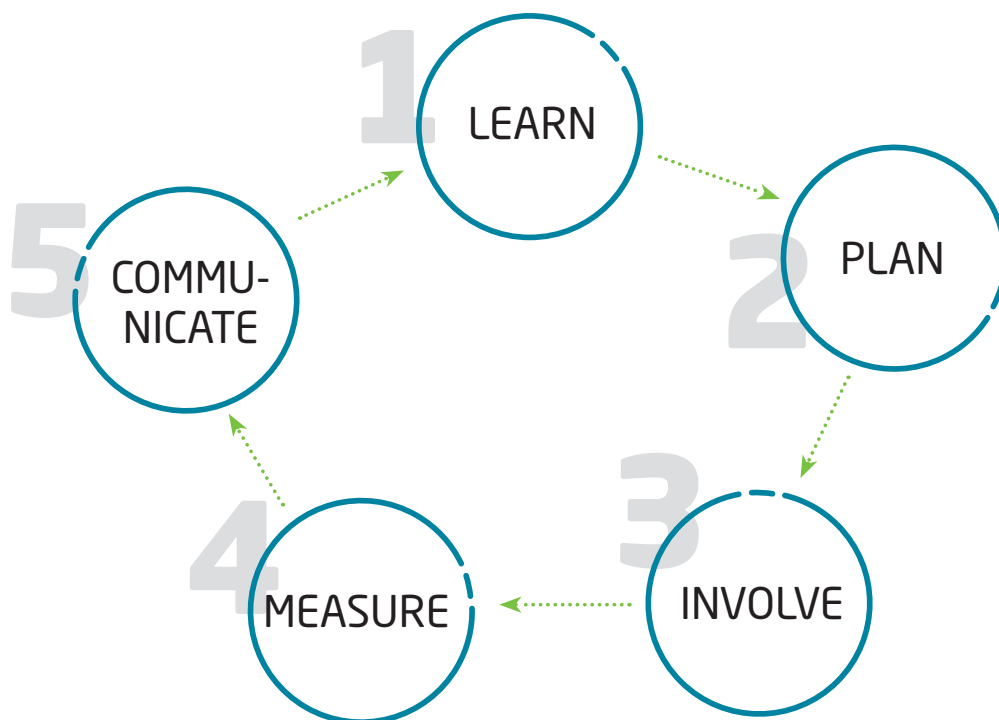 1
LEARN
2
PLAN
3
INVOLVE
4
MEASURE
5
COMMU-
NICATE